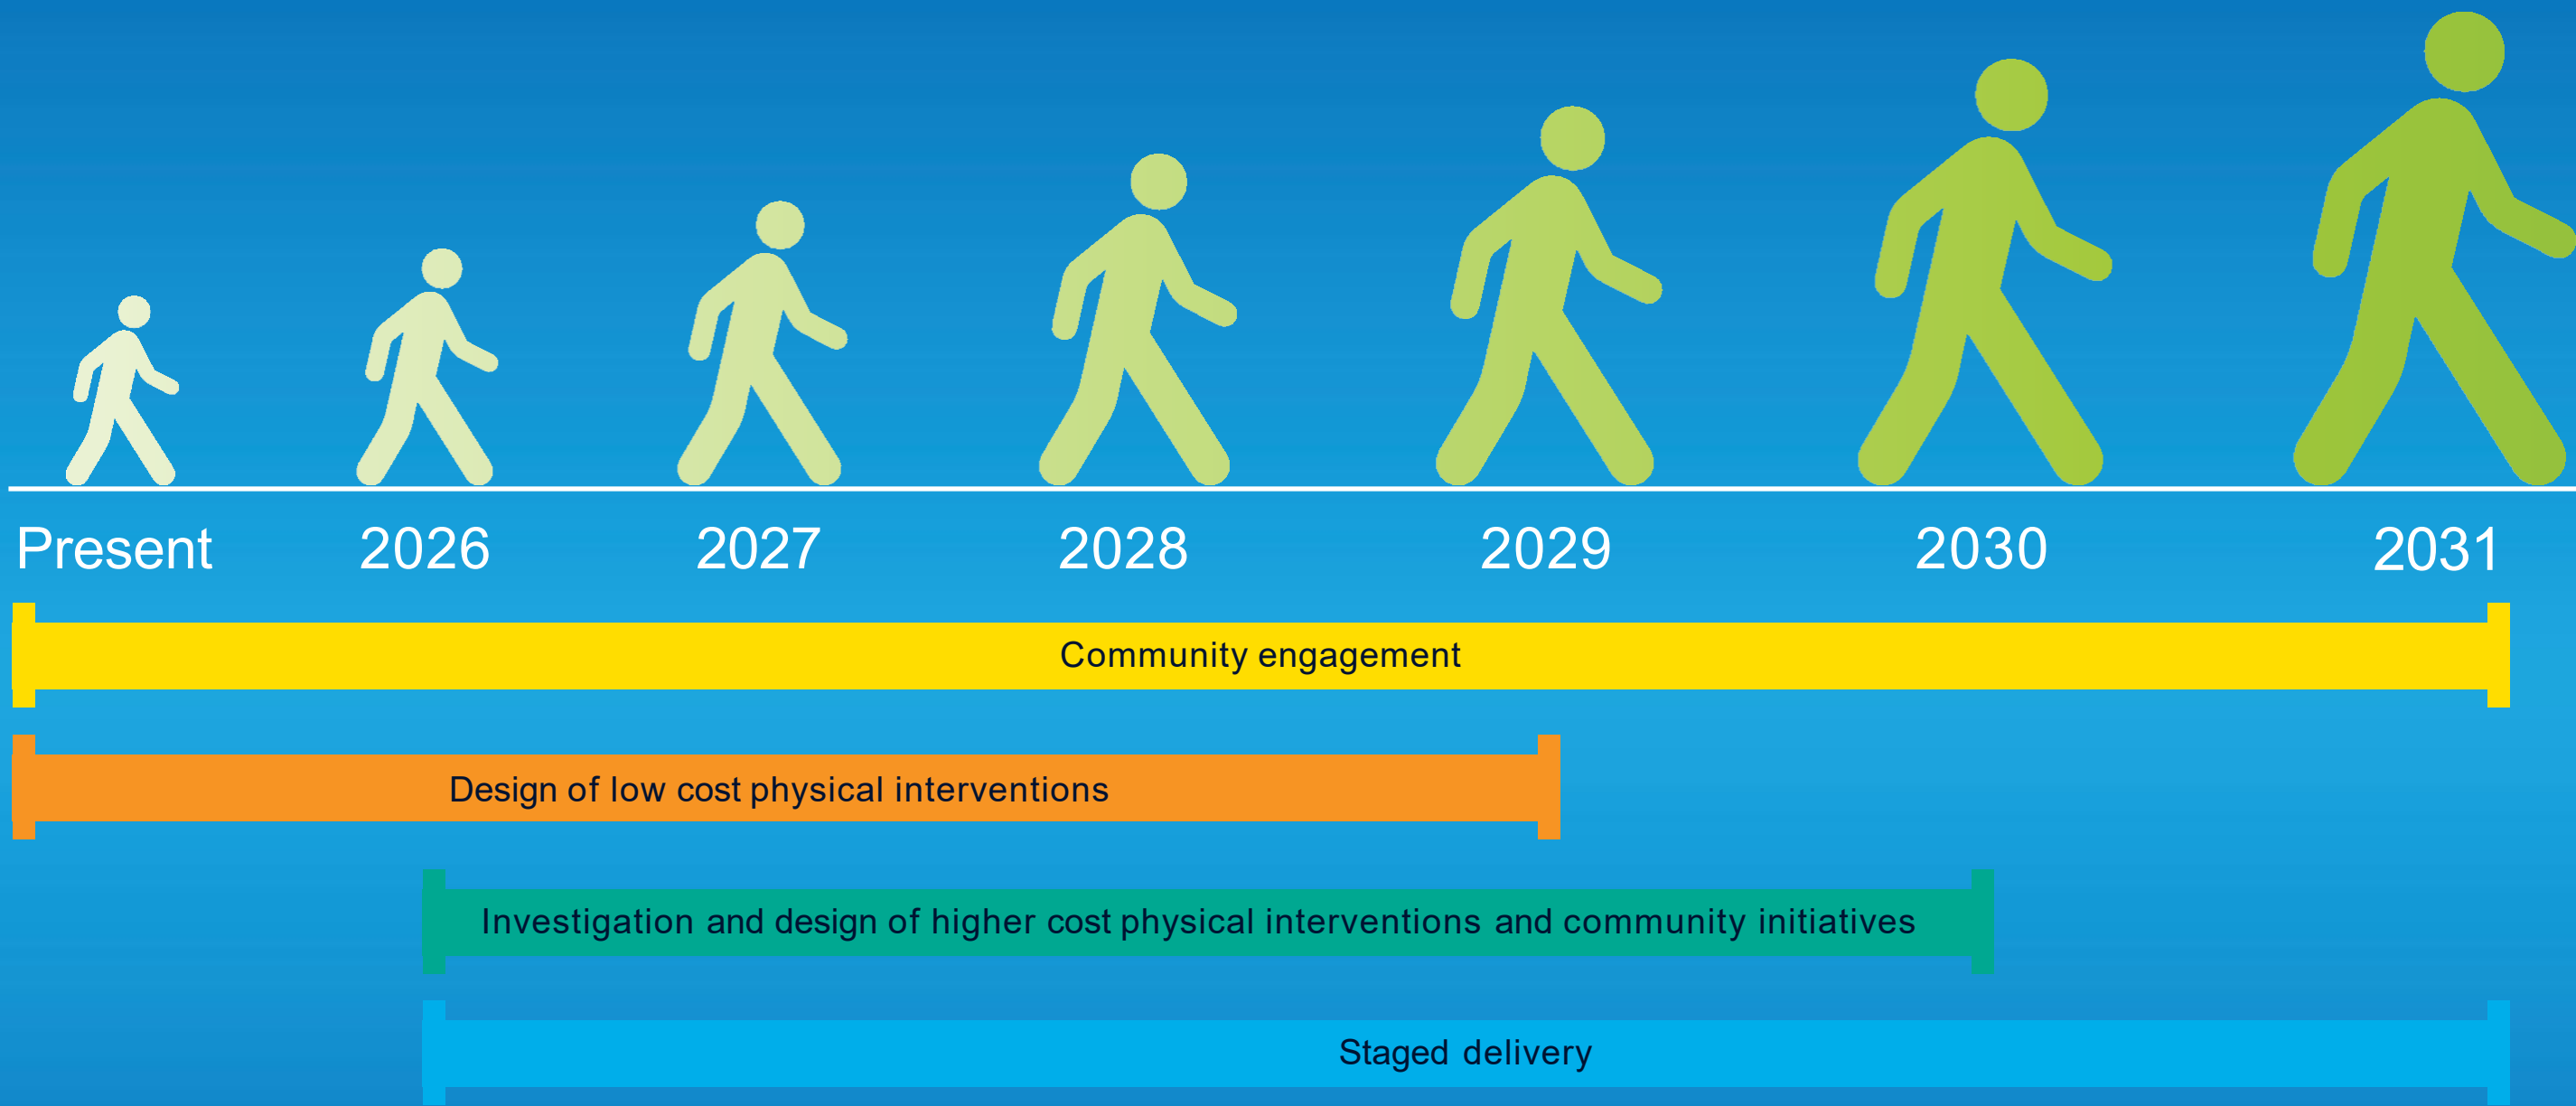 Present 2026 2027 2028 2029 2030 2031
Community engagement
Design of low cost physical interventions
Investigation and design of higher cost physical interventions and community initiatives
Staged delivery